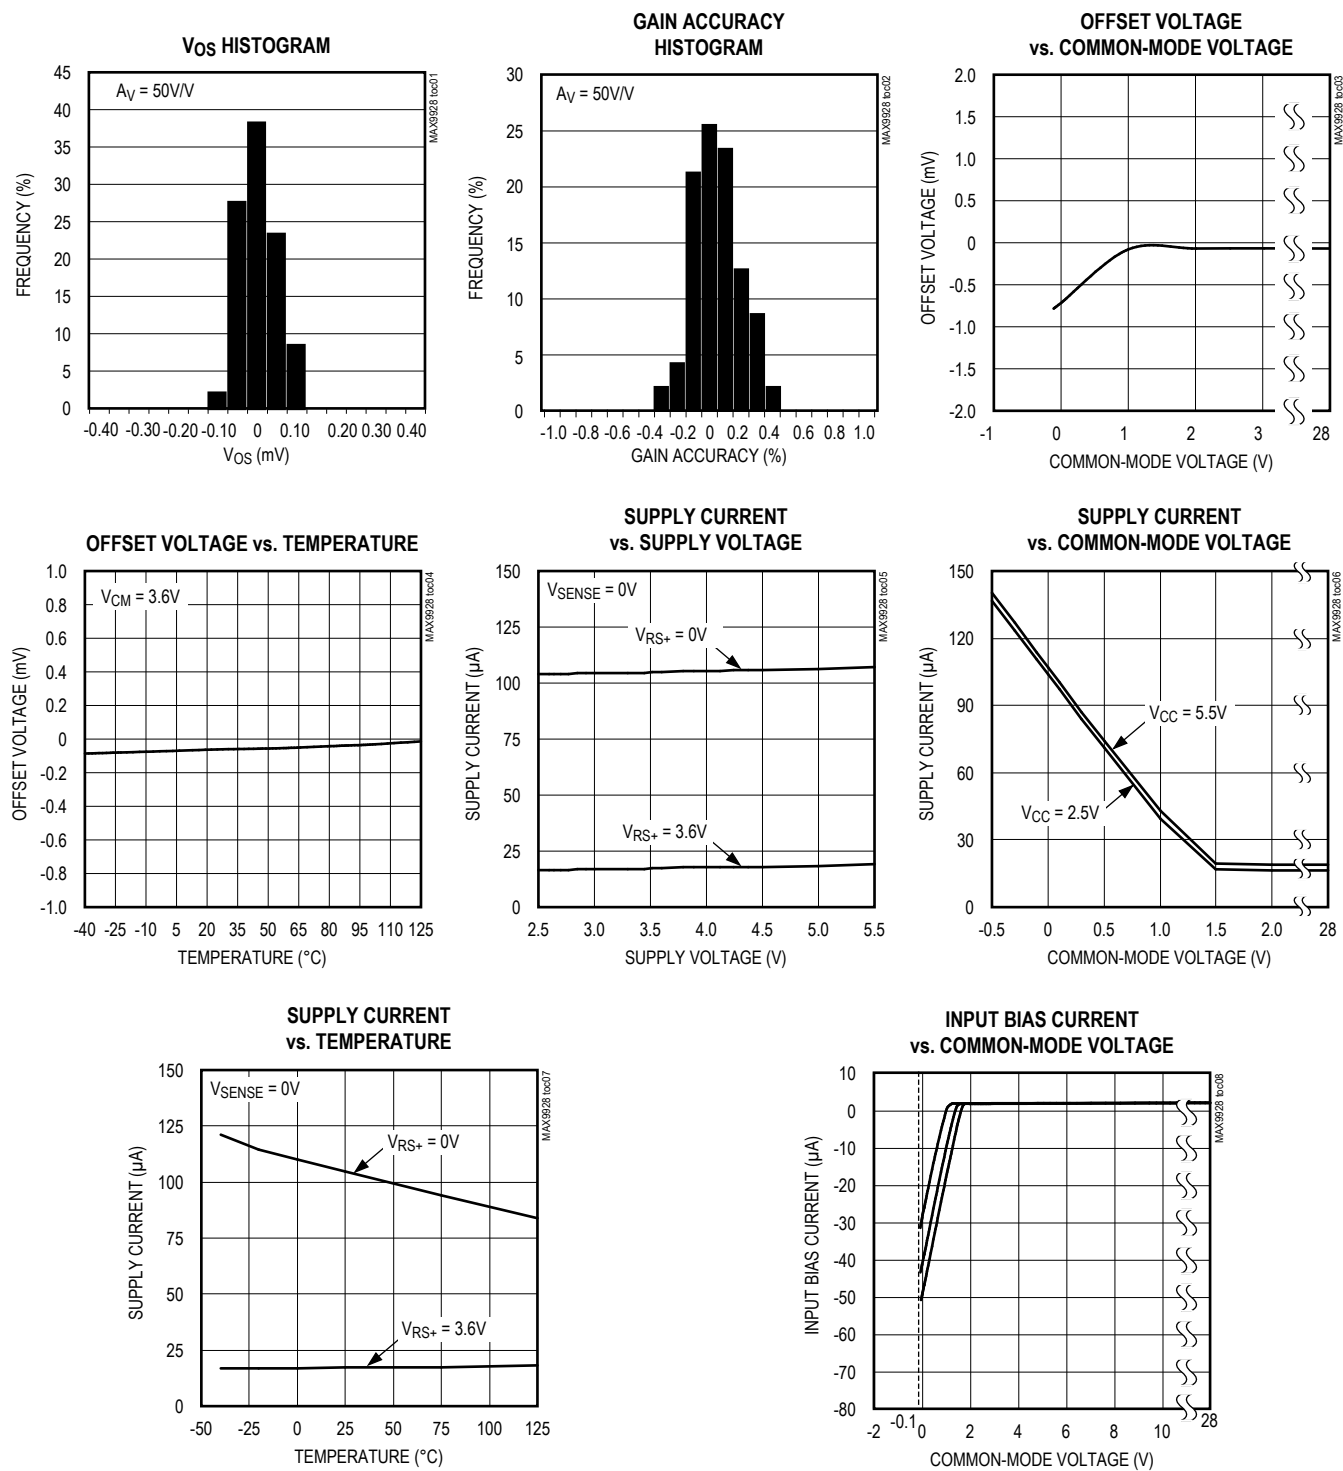 VOS HISTOGRAM
45
40
35
30
25
20
15
10
5
0
FREQUENCY (%)
AV = 50V/V
MAX9928 toc01
-0.40 -0.30 -0.20 -0.10 0 0.10 0.20 0.30 0.40
VOS (mV)
GAIN ACCURACY
HISTOGRAM
30
25
20
15
10
5
0
FREQUENCY (%)
AV = 50V/V
MAX9928 toc02
-1.0 -0.8 -0.6 -0.4 -0.2 0 0.2 0.4 0.6 0.8 1.0
GAIN ACCURACY (%)
OFFSET VOLTAGE
vs. COMMON-MODE VOLTAGE
2.0
1.5
1.0
0.5
0
-0.5
-1.0
-1.5
-2.0
OFFSET VOLTAGE (mV)
MAX9928 toc03
-1 0 1 2 3 28
COMMON-MODE VOLTAGE (V)
OFFSET VOLTAGE vs. TEMPERATURE
1.0
0.8
0.6
0.4
0.2
0
-0.2
-0.4
-0.6
-0.8
-1.0
OFFSET VOLTAGE (mV)
VCM = 3.6V
MAX9928 toc04
-40 -25 -10 5 20 35 50 65 80 95 110 125
TEMPERATURE (°C)
SUPPLY CURRENT
vs. SUPPLY VOLTAGE
150
125
100
75
50
25
0
SUPPLY CURRENT (µA)
VSENSE = 0V
VRS+ = 0V
VRS+ = 3.6V
MAX9928 toc05
2.5 3.0 3.5 4.0 4.5 5.0 5.5
SUPPLY VOLTAGE (V)
SUPPLY CURRENT
vs. COMMON-MODE VOLTAGE
150
120
90
60
30
0
SUPPLY CURRENT (µA)
VCC = 5.5V
VCC = 2.5V
MAX9928 toc06
-0.5 0 0.5 1.0 1.5 2.0 28
COMMON-MODE VOLTAGE (V)
SUPPLY CURRENT
vs. TEMPERATURE
150
125
100
75
50
25
0
SUPPLY CURRENT (µA)
VSENSE = 0V
VRS+ = 0V
VRS+ = 3.6V
MAX9928 toc07
-50 -25 0 25 50 75 100 125
TEMPERATURE (°C)
INPUT BIAS CURRENT
vs. COMMON-MODE VOLTAGE
10
0
-10
-20
-30
-40
-50
-60
-70
-80
INPUT BIAS CURRENT (µA)
MAX9928 toc08
-2 -0.1 0 2 4 6 8 10 28
COMMON-MODE VOLTAGE (V)